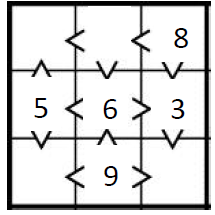 < < 8
∧ ∨ ∨
5 < 6 > 3
∨ ∧ ∨
< 9 >